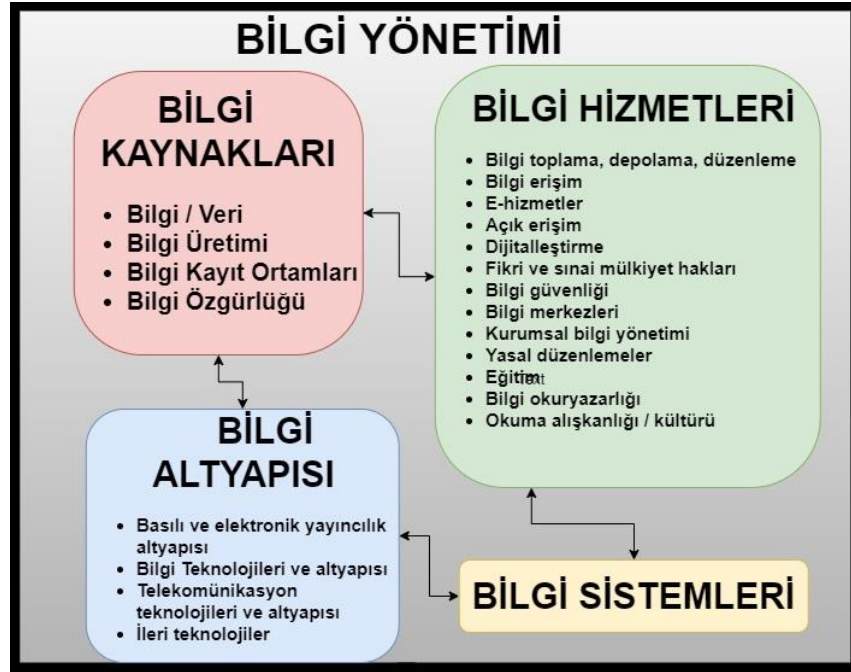 BİLGİ YÖNETİMİ
BİLGİ
KAYNAKLARI
• Bilgi / Veri
• Bilgi Üretimi
• Bilgi Kayıt Ortamları
• Bilgi Özgürlüğü
BİLGİ HİZMETLERİ
• Bilgi toplama, depolama, düzenleme
• Bilgi erişim
• E-hizmetler
• Açık erişim
• Dijitalleştirme
• Fikri ve sınai mülkiyet hakları
• Bilgi güvenliği
• Bilgi merkezleri
• Kurumsal bilgi yönetimi
• Yasal düzenlemeler
• Eğitim
Text
• Bilgi okuryazarlığı
• Okuma alışkanlığı / kültürü
BİLGİ
ALTYAPISI
• Basılı ve elektronik yayıncılık
altyapısı
• Bilgi Teknolojileri ve altyapısı
• Telekomünikasyon
teknolojileri ve altyapısı
• İleri teknolojiler
BİLGİ SİSTEMLERİ